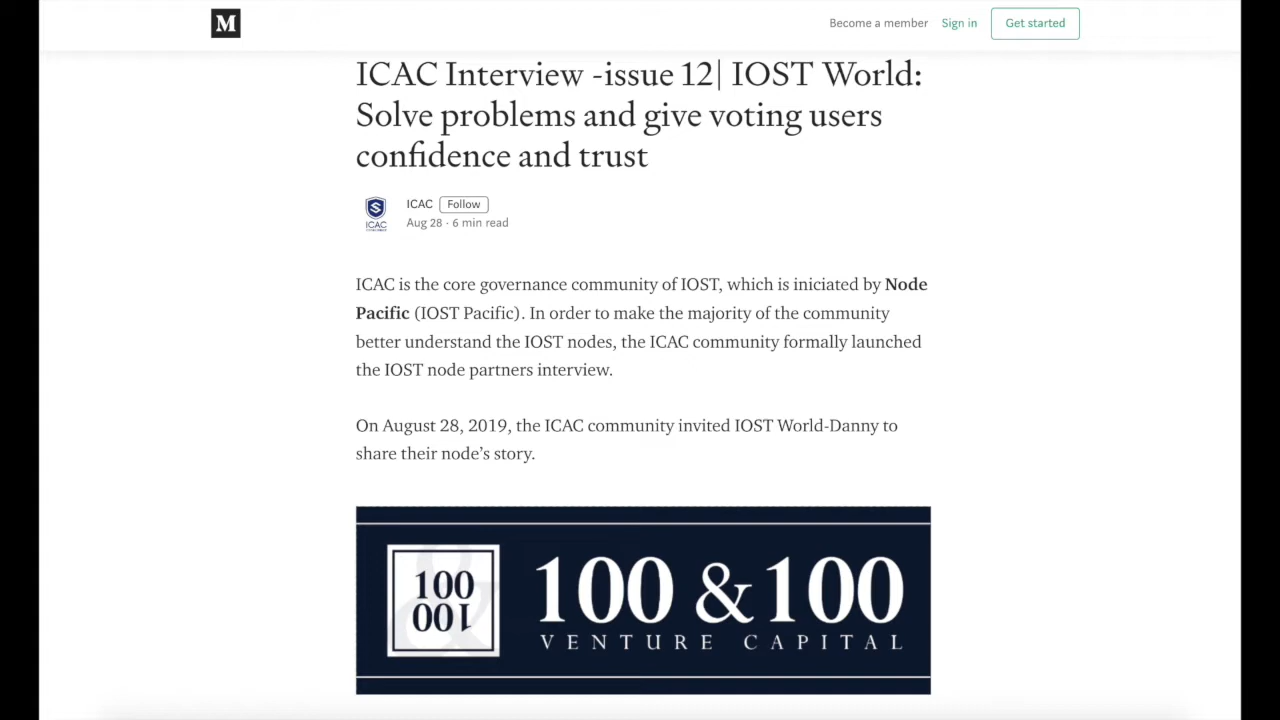 M
Become a member Sign in Get started
ICAC Interview -issue 12| IOST World:
Solve problems and give voting users
confidence and trust
ICAC Follow
Aug 28 · 6 min read
ICAC
ICAC is the core governance community of IOST, which is iniciated by Node
Pacific (IOST Pacific). In order to make the majority of the community
better understand the IOST nodes, the ICAC community formally launched
the IOST node partners interview.
On August 28, 2019, the ICAC community invited IOST World-Danny to
share their node’s story.
100
100
100 & 100
VENTURE CAPITAL